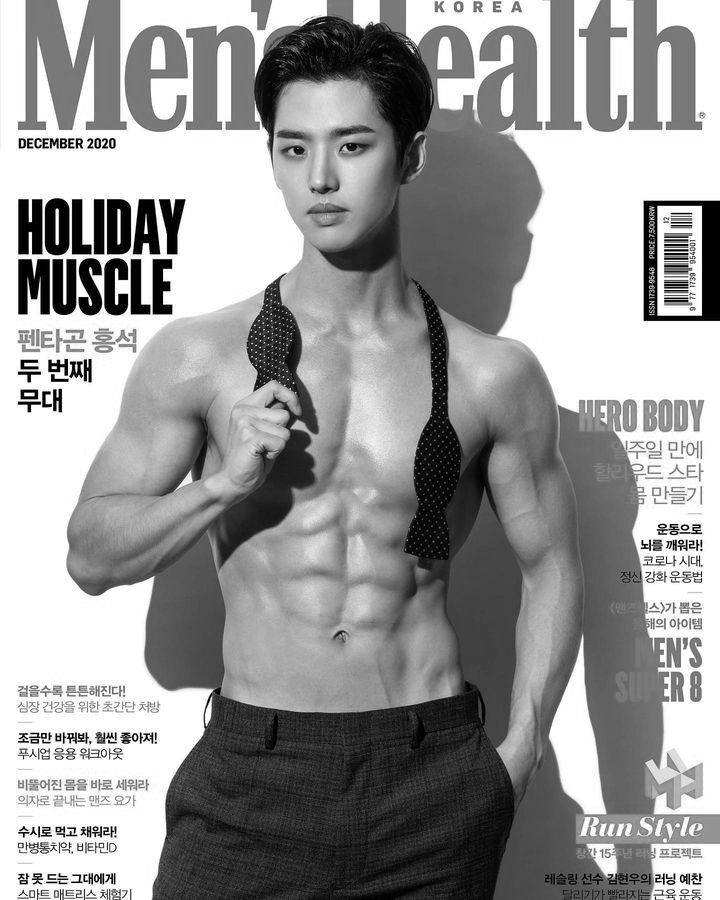 KOREA
Men's Health
®
DECEMBER 2020
HOLIDAY
MUSCLE
펜타곤 홍석
두 번째
무대
ISSN 1739-9548 PRICE:7,500KRW
12
9 771739 954001
HERO BODY
일주일 만에
할리우드 스타
몸 만들기
운동으로
뇌를 깨워라!
코로나 시대,
정신 강화 운동법
〈맨즈헬스〉가 뽑은
올해의 아이템
MEN'S
SUPER 8
걸을수록 튼튼해진다!
심장 건강을 위한 초간단 처방
조금만 바꿔봐, 훨씬 좋아져!
푸시업 응용 워크아웃
비뚤어진 몸을 바로 세워라
의자로 끝내는 맨즈 요가
수시로 먹고 채워라!
만병통치약, 비타민D
잠 못 드는 그대에게
스마트 매트리스 체험기
MH
Run Style
창간 15주년 러닝 프로젝트
레슬링 선수 김현우의 러닝 예찬
달리기가 빨라지는 근육 운동